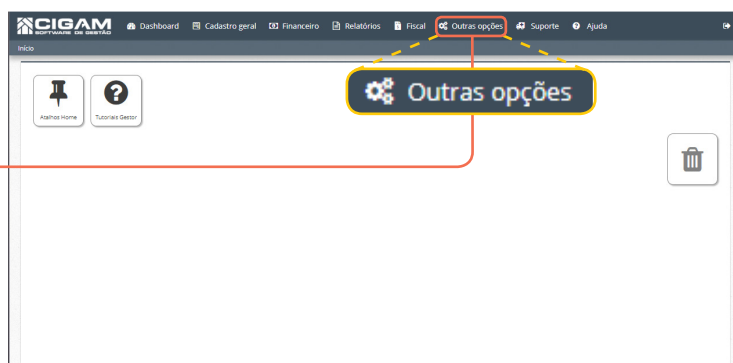 CIGAM
SOFTWARE DE GESTÃO
Dashboard Cadastro geral Financeiro Relatórios Fiscal Outras opções Suporte Ajuda
Início
Outras opções
Atalhos Home
Tutoriais Gestor